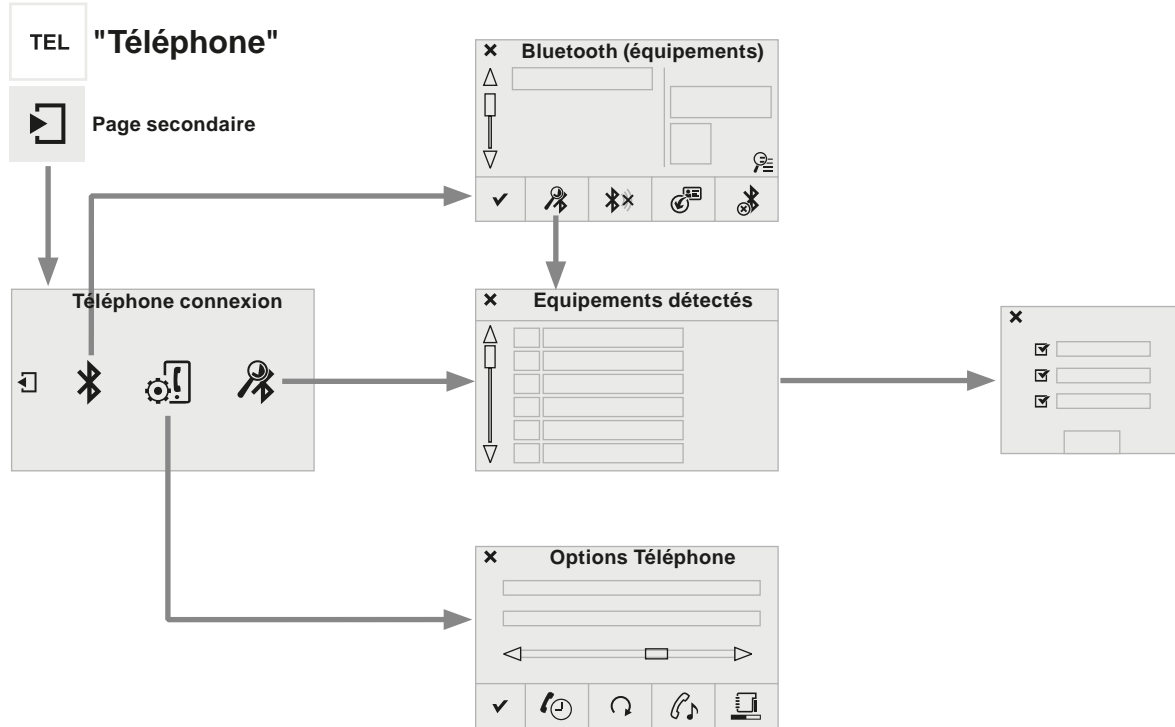 TEL
"Téléphone"
Page secondaire
Bluetooth (équipements)
Téléphone connexion
Equipements détectés
Options Téléphone